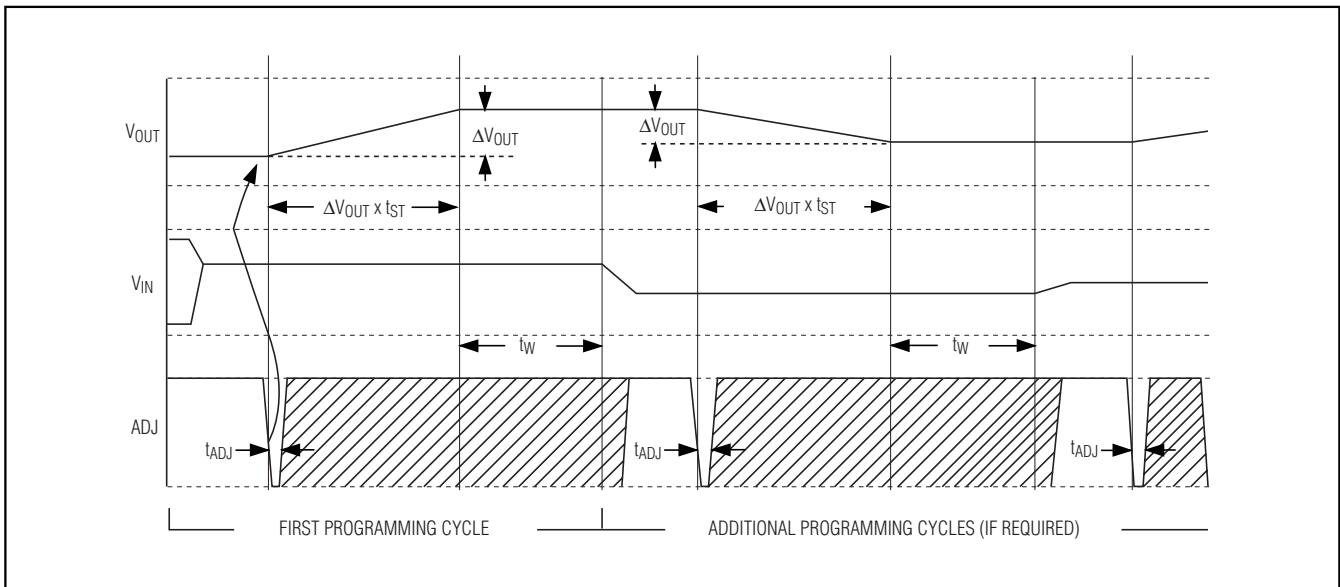 VOUT
ΔVOUT
ΔVOUT
ΔVOUT x tST
ΔVOUT x tST
VIN
tW
tW
ADJ
tADJ
tADJ
tADJ
FIRST PROGRAMMING CYCLE
ADDITIONAL PROGRAMMING CYCLES (IF REQUIRED)